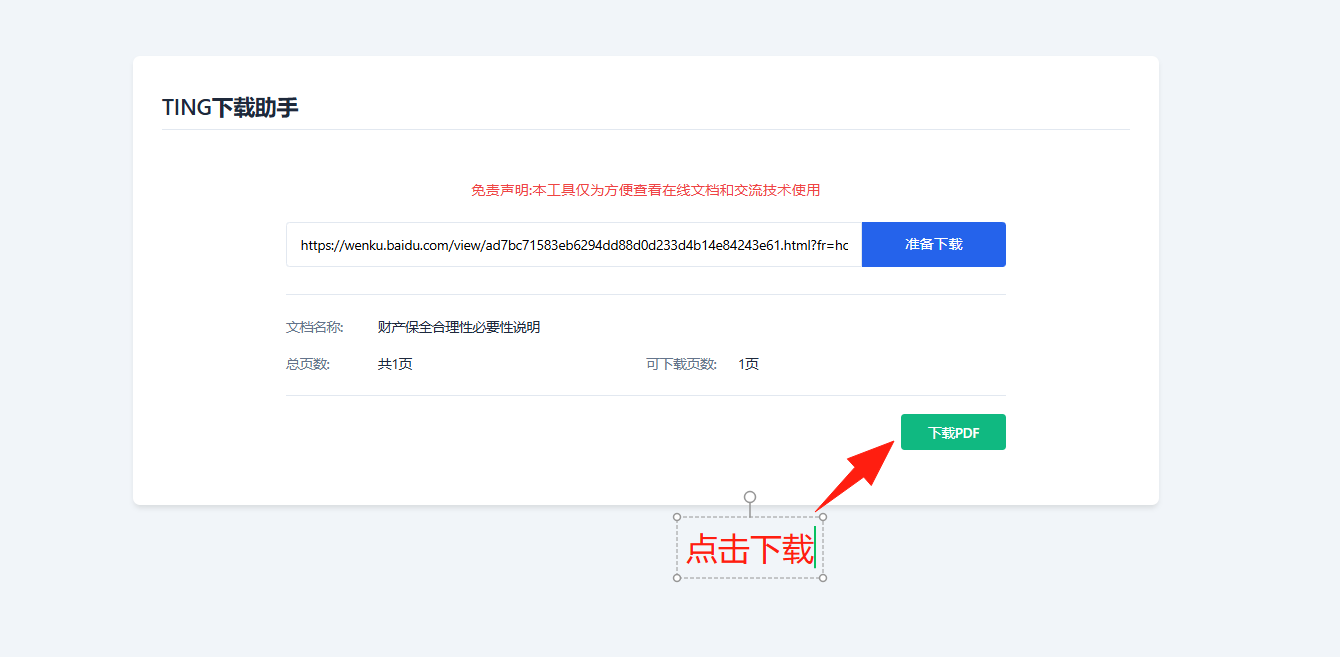 TING下载助手
免责声明:本工具仅为方便查看在线文档和交流技术使用
https://wenku.baidu.com/view/ad7bc71583eb6294dd88d0d233d4b14e84243e61.html?fr=hc
准备下载
文档名称: 财产保全合理性必要性说明
总页数: 共1页 可下载页数: 1页
下载PDF
点击下载